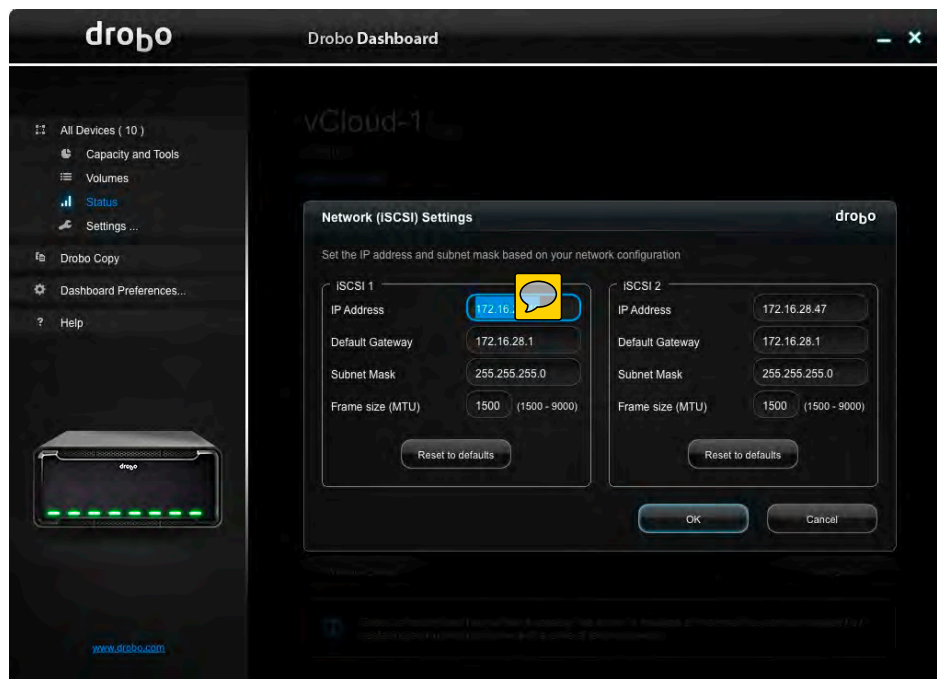 drobo
Drobo Dashboard
All Devices ( 10 )
Capacity and Tools
Volumes
Status
Settings ...
Drobo Copy
Dashboard Preferences...
? Help
drobo
www.drobo.com
vCloud-1
Network (iSCSI) Settings
drobo
Set the IP address and subnet mask based on your network configuration
iSCSI 1
IP Address 172.16.
Default Gateway 172.16.28.1
Subnet Mask 255.255.255.0
Frame size (MTU) 1500 (1500 - 9000)
Reset to defaults
iSCSI 2
IP Address 172.16.28.47
Default Gateway 172.16.28.1
Subnet Mask 255.255.255.0
Frame size (MTU) 1500 (1500 - 9000)
Reset to defaults
OK Cancel